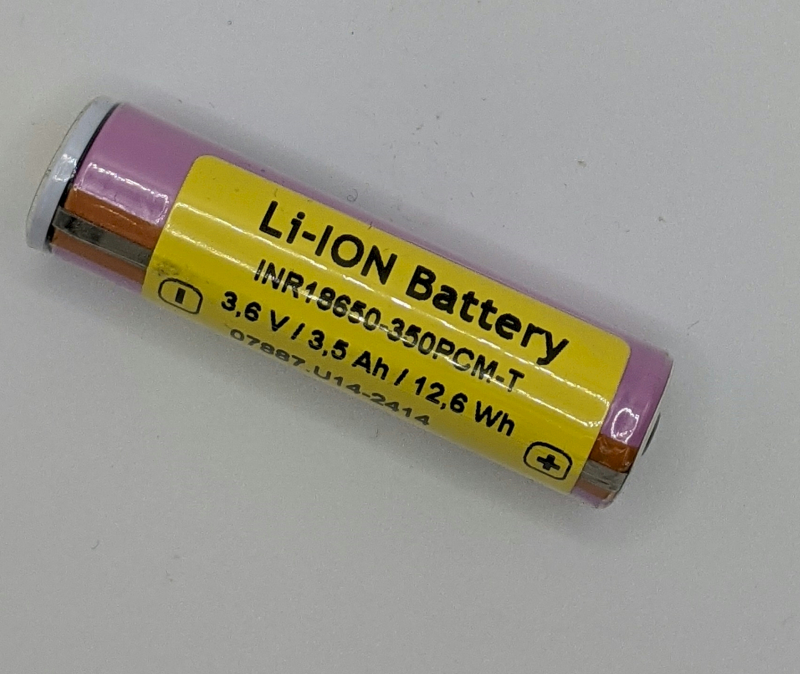 Li-ION Battery
INR18650-350PCM-T
3,6 V / 3,5 Ah / 12,6 Wh
07887.U14-2414
- +